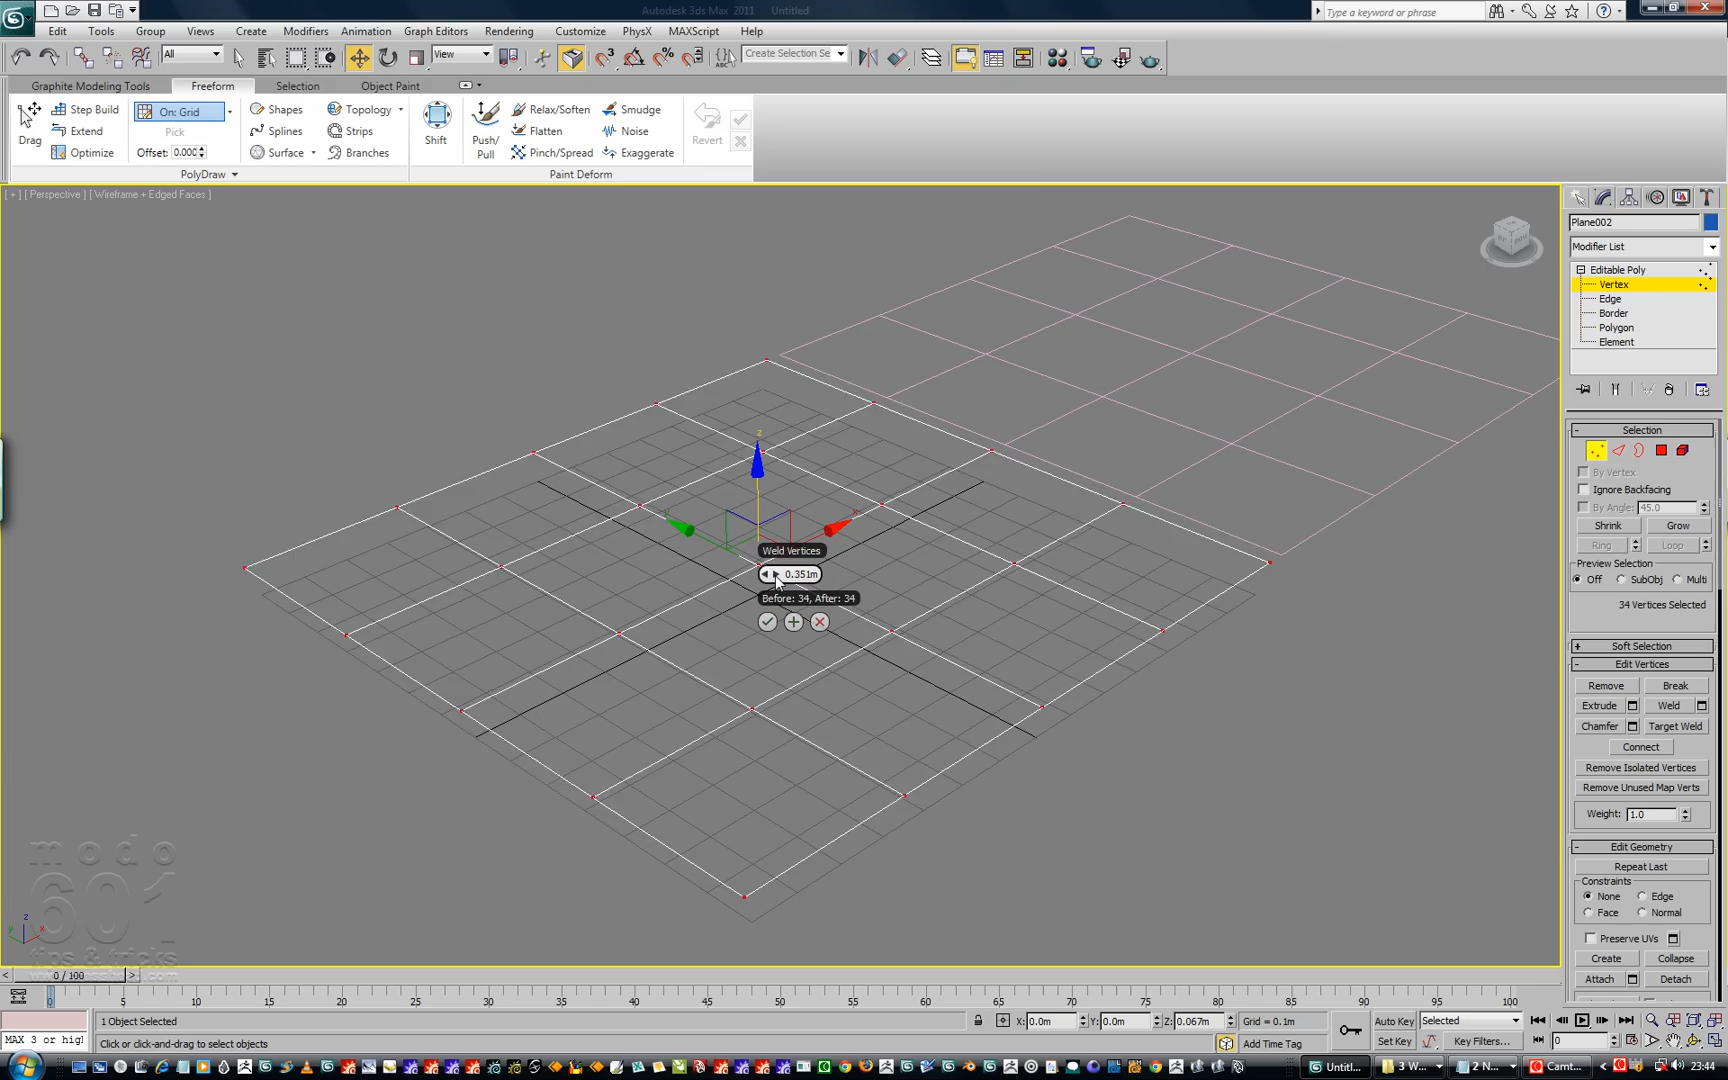 Autodesk 3ds Max 2011 Untitled
Type a keyword or phrase
Edit Tools Group Views Create Modifiers Animation Graph Editors Rendering Customize PhysX MAXScript Help
All View Create Selection Se
Graphite Modeling Tools Freeform Selection Object Paint
Drag
Step Build
Extend
Optimize
On: Grid
Pick
Offset: 0.000
Shapes
Splines
Surface
Topology
Strips
Branches
Shift
Push/
Pull
Relax/Soften
Flatten
Pinch/Spread
Smudge
Noise
Exaggerate
Revert
PolyDraw
Paint Deform
[ + ] [ Perspective ] [ Wireframe + Edged Faces ]
z
x
y
Weld Vertices
0.351m
Before: 34, After: 34
modo
601
tips & tricks
z
x
y
Plane002
Modifier List
Editable Poly
Vertex
Edge
Border
Polygon
Element
- Selection
By Vertex
Ignore Backfacing
By Angle: 45.0
Shrink Grow
Ring Loop
Preview Selection
Off SubObj Multi
34 Vertices Selected
+ Soft Selection
- Edit Vertices
Remove Break
Extrude Weld
Chamfer Target Weld
Connect
Remove Isolated Vertices
Remove Unused Map Verts
Weight: 1.0
- Edit Geometry
Repeat Last
Constraints
None Edge
Face Normal
Preserve UVs
Create Collapse
Attach Detach
< 0 / 100 >
0 5 10 15 20 25 30 35 40 45 50 55 60 65 70 75 80 85 90 95 100
1 Object Selected X: 0.0m Y: 0.0m Z: 0.067m Grid = 0.1m Auto Key Selected
MAX 3 or higl Click or click-and-drag to select objects Add Time Tag Set Key Key Filters... 0
Untitl... 3 W... 2 N... Camt... 23:44